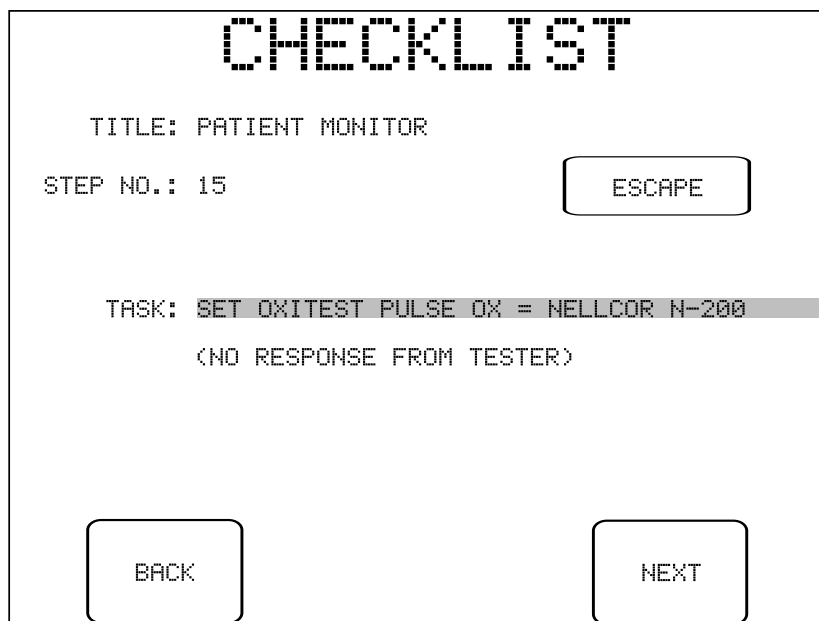 CHECKLIST
TITLE: PATIENT MONITOR
STEP NO.: 15
ESCAPE
TASK: SET OXITEST PULSE OX = NELLCOR N-200
(NO RESPONSE FROM TESTER)
BACK
NEXT